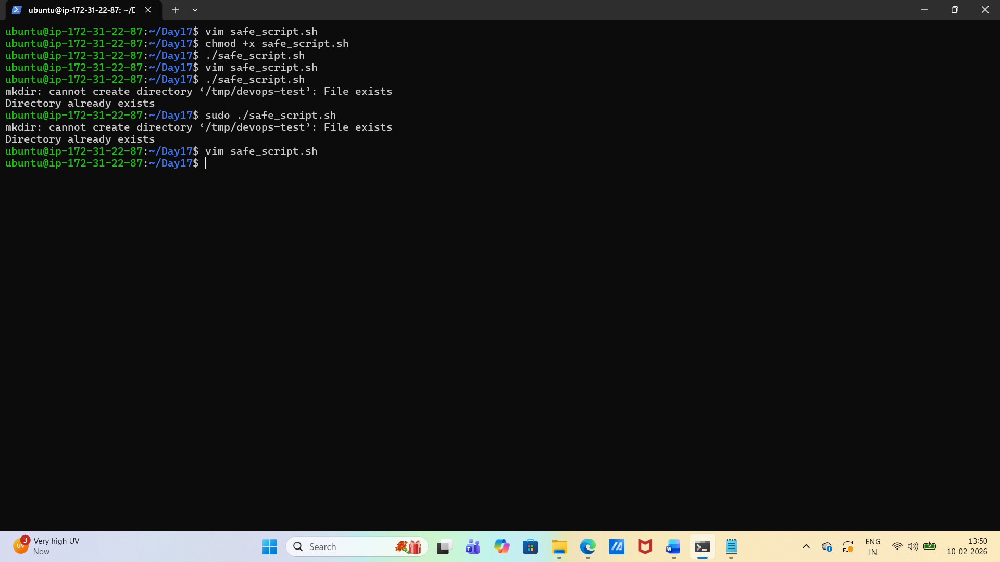 ubuntu@ip-172-31-22-87: ~/D
ubuntu@ip-172-31-22-87:~/Day17$ vim safe_script.sh
ubuntu@ip-172-31-22-87:~/Day17$ chmod +x safe_script.sh
ubuntu@ip-172-31-22-87:~/Day17$ ./safe_script.sh
ubuntu@ip-172-31-22-87:~/Day17$ vim safe_script.sh
ubuntu@ip-172-31-22-87:~/Day17$ ./safe_script.sh
mkdir: cannot create directory ‘/tmp/devops-test’: File exists
Directory already exists
ubuntu@ip-172-31-22-87:~/Day17$ sudo ./safe_script.sh
mkdir: cannot create directory ‘/tmp/devops-test’: File exists
Directory already exists
ubuntu@ip-172-31-22-87:~/Day17$ vim safe_script.sh
ubuntu@ip-172-31-22-87:~/Day17$
UV 3
Very high UV
Now
Search
T
W
ENG
IN
13:50
10-02-2026